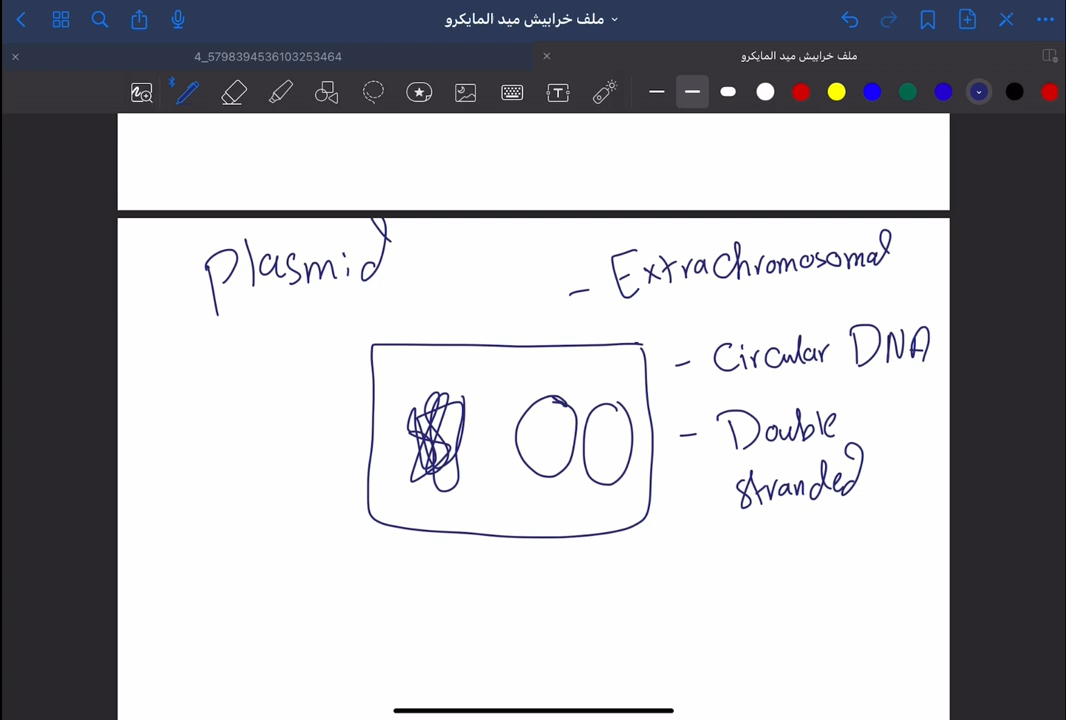 ملف خرابيش ميد المايكرو
4_5798394536103253464
ملف خرابيش ميد المايكرو
Plasmid
- Extrachromosomal
- Circular DNA
- Double
stranded